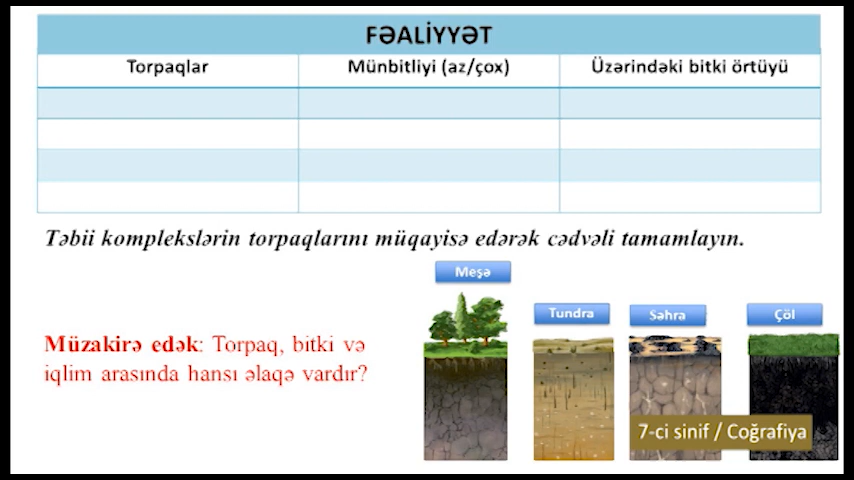 FƏALİYYƏT
Torpaqlar
Münbitliyi (az/çox)
Üzərindəki bitki örtüyü
Təbii komplekslərin torpaqlarını müqayisə edərək cədvəli tamamlayın.
Meşə
Tundra
Səhra
Çöl
Müzakirə edək: Torpaq, bitki və
iqlim arasında hansı əlaqə vardır?
7-ci sinif / Coğrafiya